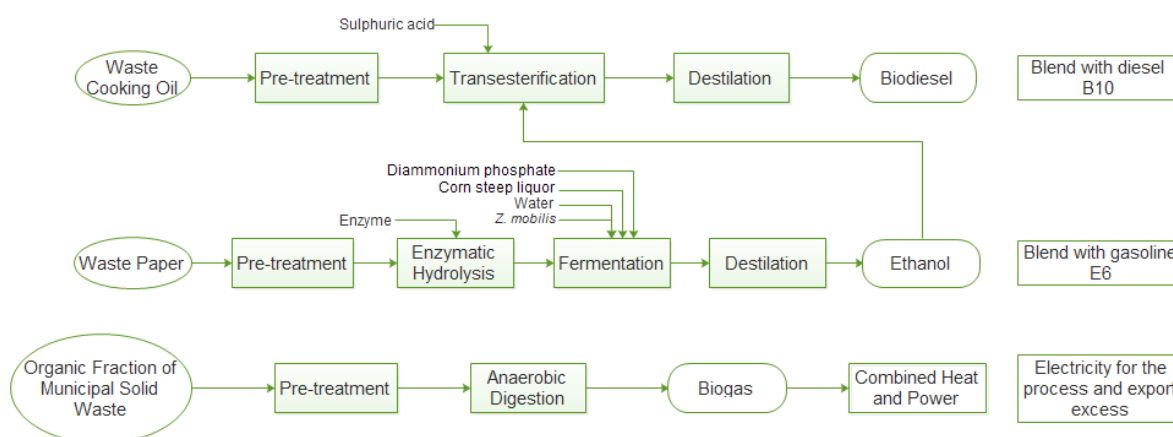 Sulphuric acid
Waste
Cooking Oil
Pre-treatment
Transesterification
Destilation
Biodiesel
Blend with diesel
B10
Diammonium phosphate
Corn steep liquor
Water
Z. mobilis
Enzyme
Waste Paper
Pre-treatment
Enzymatic
Hydrolysis
Fermentation
Destilation
Ethanol
Blend with gasoline
E6
Organic Fraction of
Municipal Solid
Waste
Pre-treatment
Anaerobic
Digestion
Biogas
Combined Heat
and Power
Electricity for the
process and export
excess